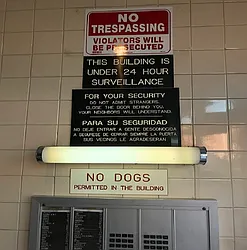 NO
TRESPASSING
VIOLATORS WILL
BE PROSECUTED
THIS BUILDING IS
UNDER 24 HOUR
SURVEILLANCE
FOR YOUR SECURITY
DO NOT ADMIT STRANGERS.
CLOSE THE DOOR BEHIND YOU.
YOUR NEIGHBORS WILL UNDERSTAND.
PARA SU SEGURIDAD
NO DEJE ENTRAR A GENTE DESCONOCIDA
ASEGURESE DE CERRAR SIEMPRE LA PUERTA
SUS VECINOS LE AGRADESERAN.
NO DOGS
PERMITTED IN THE BUILDING